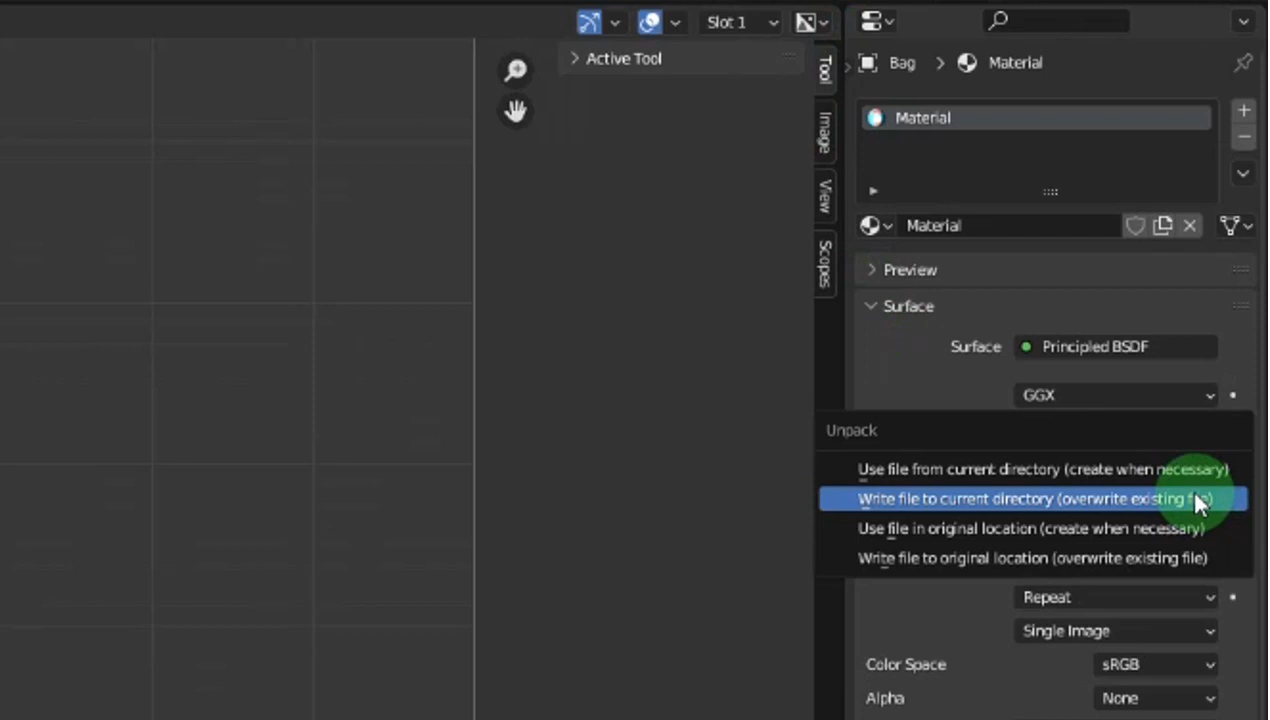 Slot 1
Active Tool
Tool
Image
View
Scopes
Bag > Material
Material
Material
Preview
Surface
Surface Principled BSDF
GGX
Unpack
Use file from current directory (create when necessary)
Write file to current directory (overwrite existing file)
Use file in original location (create when necessary)
Write file to original location (overwrite existing file)
Repeat
Single Image
Color Space sRGB
Alpha None